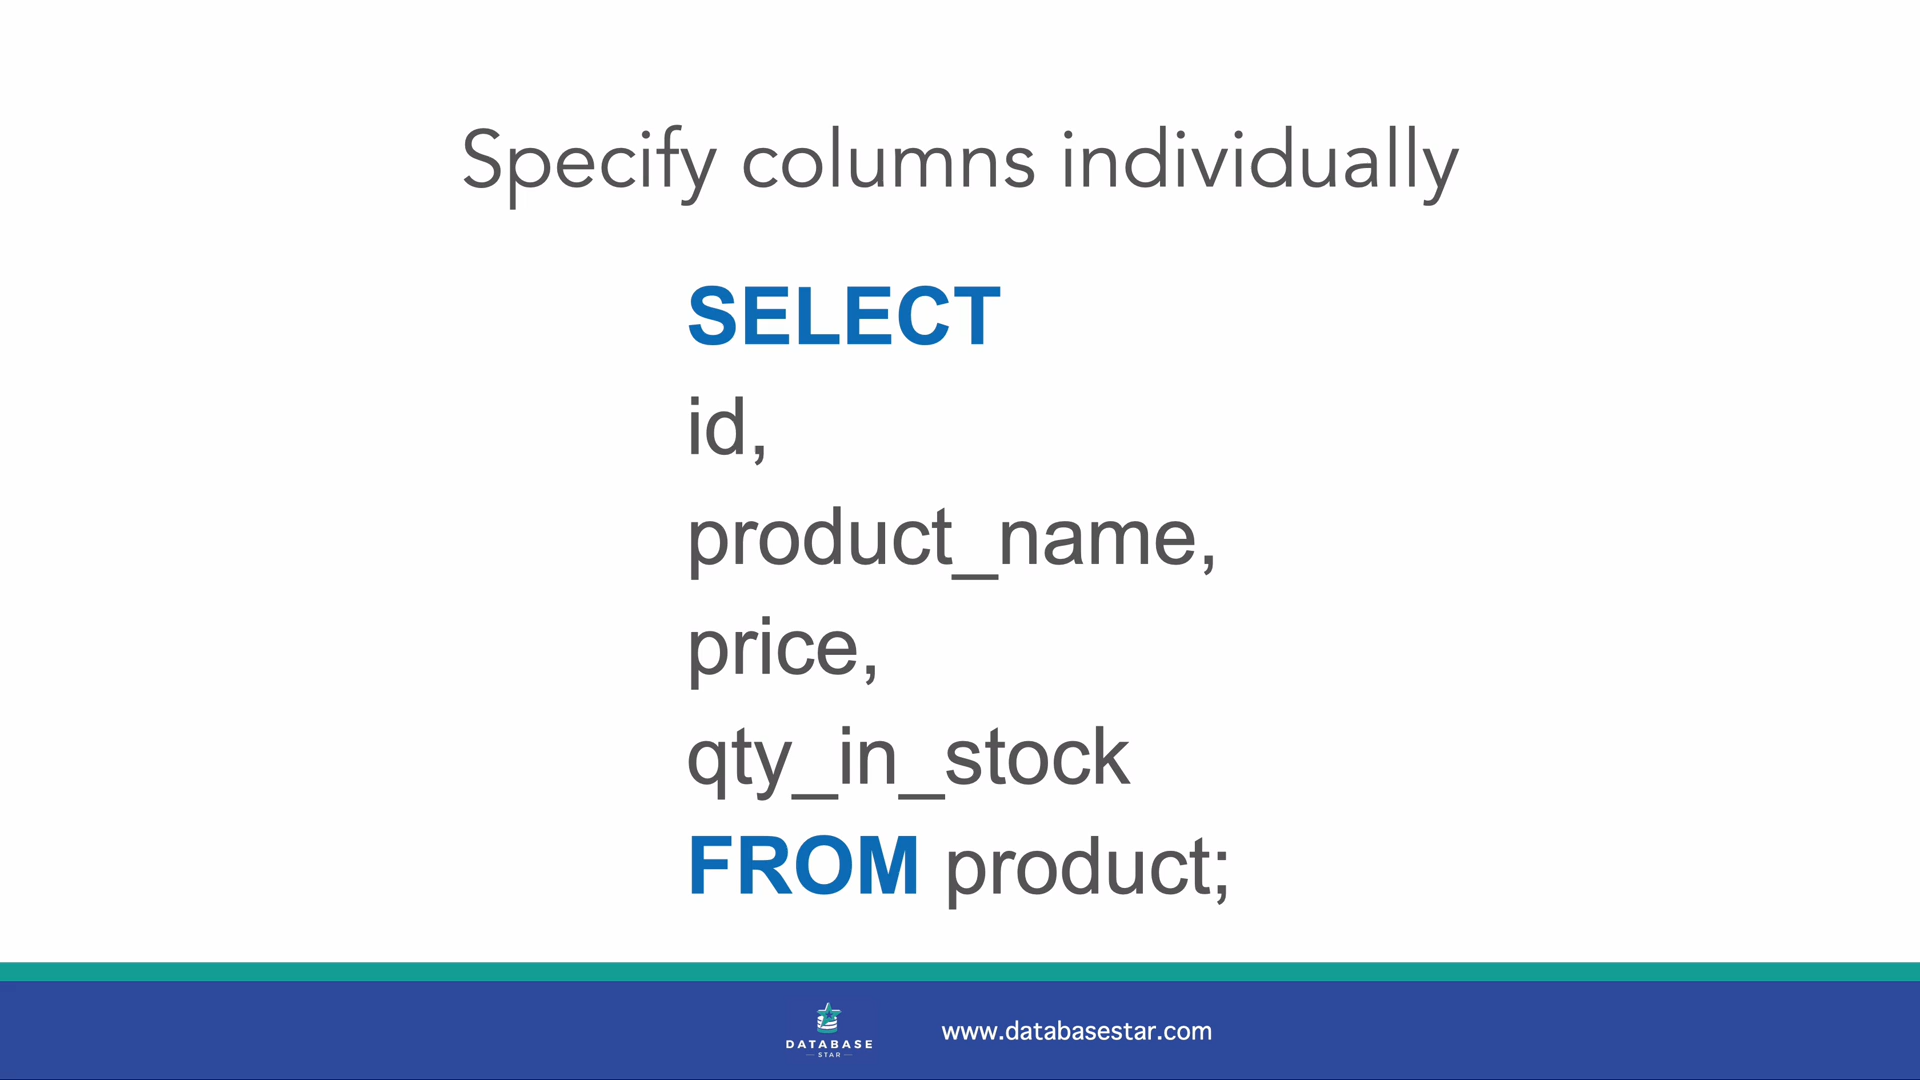 Specify columns individually
SELECT
id,
product_name,
price,
qty_in_stock
FROM product;
DATABASE
STAR
www.databasestar.com